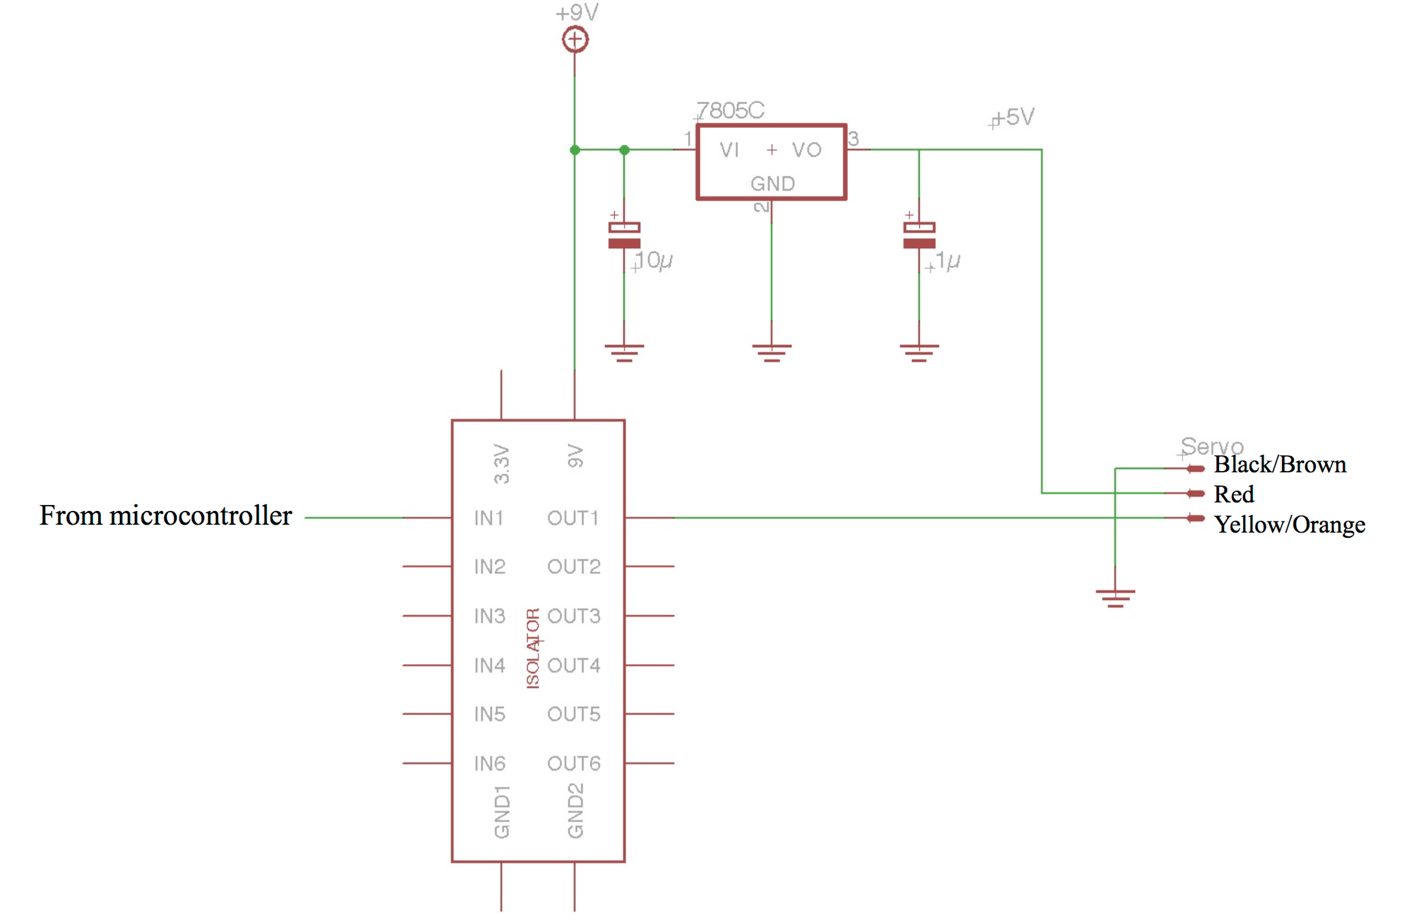 +9V
7805C
+5V
1
VI
VO
3
GND
2
10µ
1µ
3.3V
9V
Servo
Black/Brown
Red
Yellow/Orange
From microcontroller
IN1 OUT1
IN2 OUT2
IN3 OUT3
IN4 OUT4
IN5 OUT5
IN6 OUT6
ISOLATOR
GND1 GND2